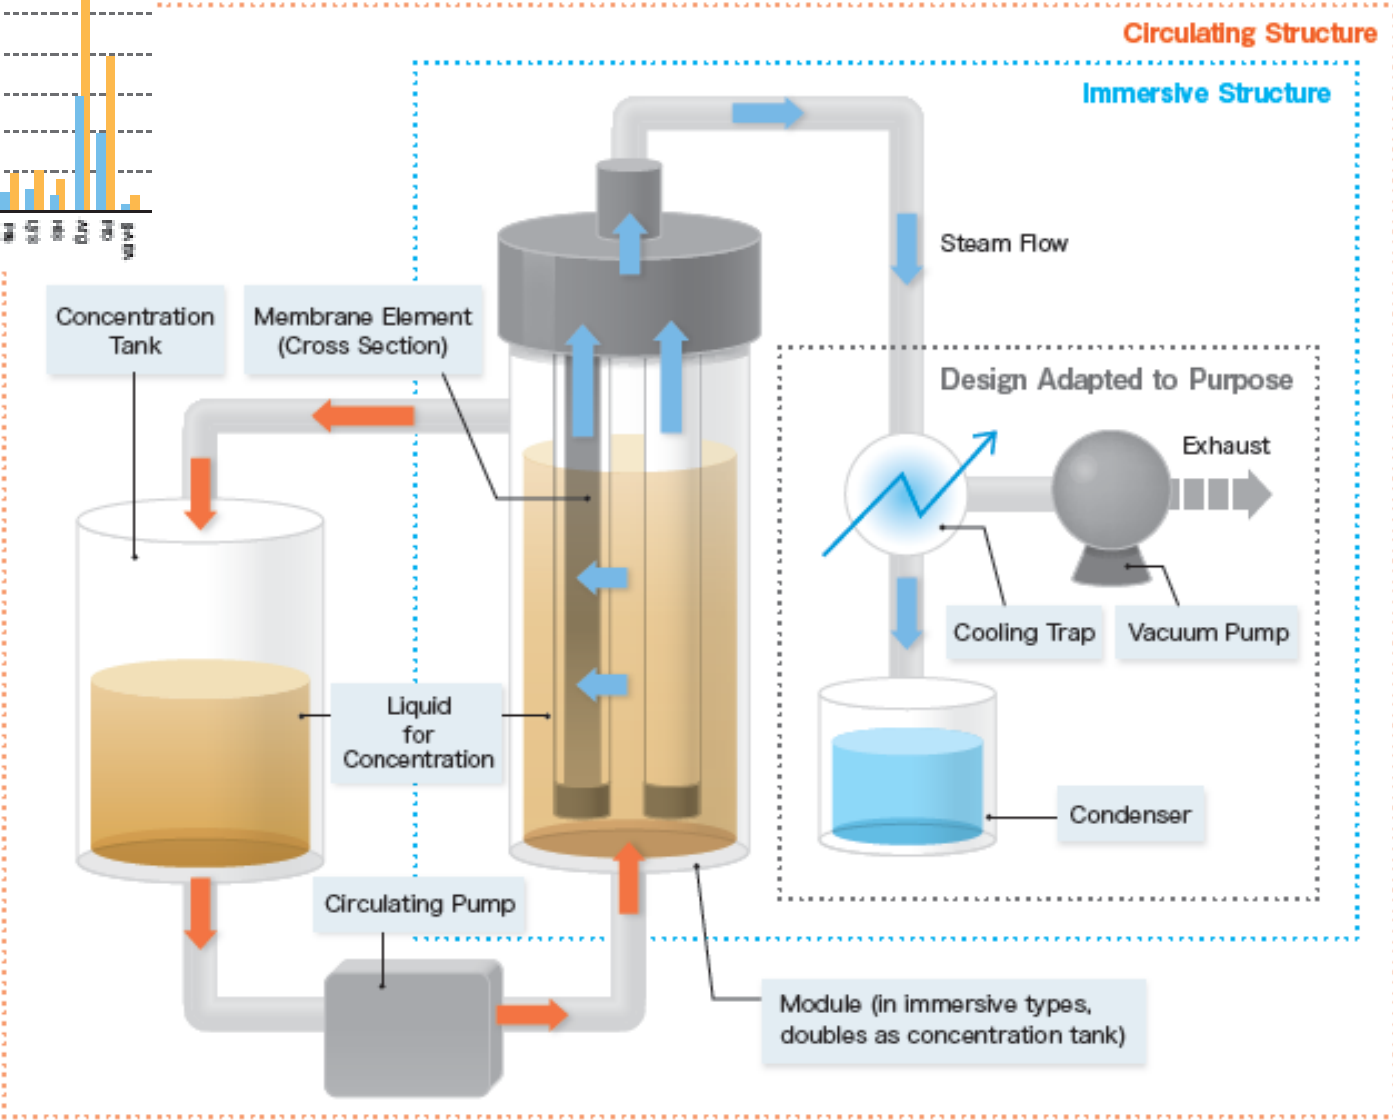 Circulating Structure
Immersive Structure
Steam Flow
Concentration
Tank
Membrane Element
(Cross Section)
Design Adapted to Purpose
Exhaust
Cooling Trap
Vacuum Pump
Liquid
for
Concentration
Condenser
Circulating Pump
Module (in immersive types,
doubles as concentration tank)